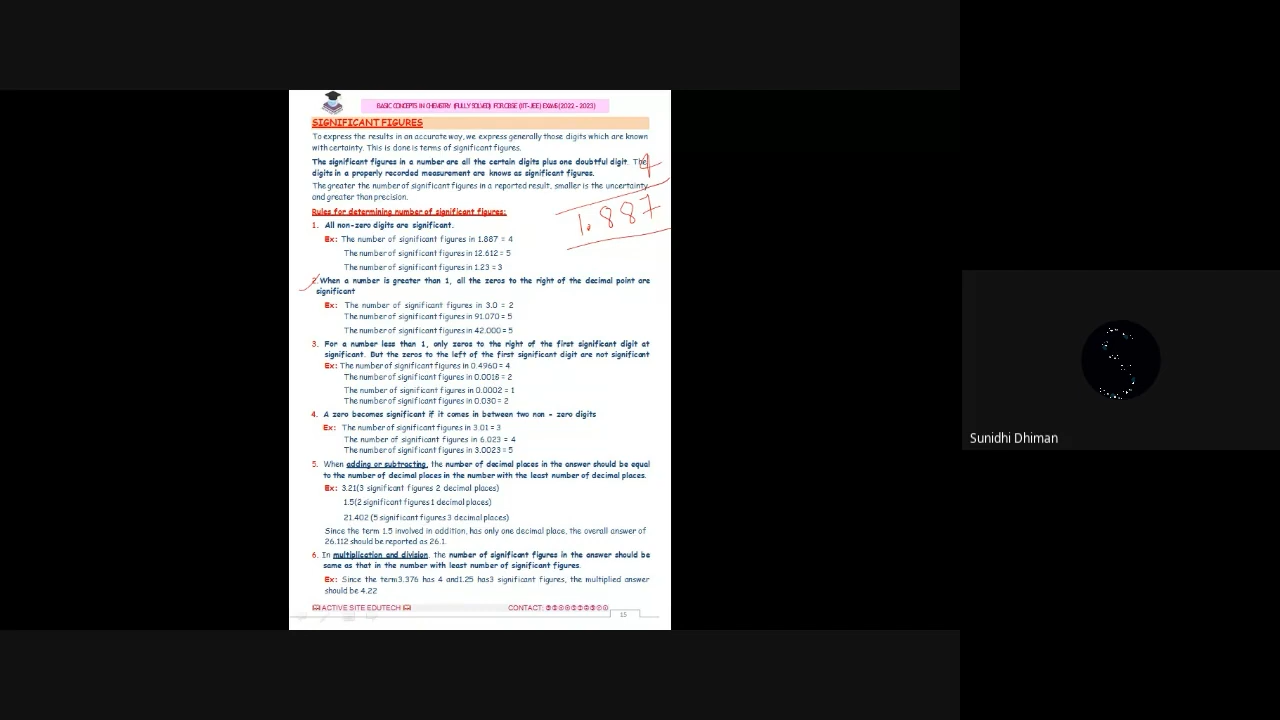 BASIC CONCEPTS IN CHEMISTRY (FULLY SOLVED) FOR CBSE (IIT-JEE) EXAMS (2022 - 2023)
SIGNIFICANT FIGURES
To express the results in an accurate way, we express generally those digits which are known
with certainty. This is done is terms of significant figures.
The significant figures in a number are all the certain digits plus one doubtful digit. The
digits in a properly recorded measurement are knows as significant figures.
4
The greater the number of significant figures in a reported result, smaller is the uncertainty
and greater than precision.
1.887
Rules for determining number of significant figures:
1. All non-zero digits are significant.
Ex: The number of significant figures in 1.887 = 4
The number of significant figures in 12.612 = 5
The number of significant figures in 1.23 = 3
2. When a number is greater than 1, all the zeros to the right of the decimal point are
significant
Ex: The number of significant figures in 3.0 = 2
The number of significant figures in 91.070 = 5
The number of significant figures in 42.000 = 5
3. For a number less than 1, only zeros to the right of the first significant digit at
significant. But the zeros to the left of the first significant digit are not significant
Ex: The number of significant figures in 0.4960 = 4
The number of significant figures in 0.0018 = 2
The number of significant figures in 0.0002 = 1
The number of significant figures in 0.030 = 2
4. A zero becomes significant if it comes in between two non - zero digits
Ex: The number of significant figures in 3.01 = 3
The number of significant figures in 6.023 = 4
The number of significant figures in 3.0023 = 5
5. When adding or subtracting, the number of decimal places in the answer should be equal
to the number of decimal places in the number with the least number of decimal places.
Ex: 3.21(3 significant figures 2 decimal places)
1.5(2 significant figures 1 decimal places)
21.402 (5 significant figures 3 decimal places)
Since the term 1.5 involved in addition, has only one decimal place, the overall answer of
26.112 should be reported as 26.1.
6. In multiplication and division, the number of significant figures in the answer should be
same as that in the number with least number of significant figures.
Ex: Since the term3.376 has 4 and1.25 has3 significant figures, the multiplied answer
should be 4.22
ACTIVE SITE EDUTECH
CONTACT:
15
Sunidhi Dhiman